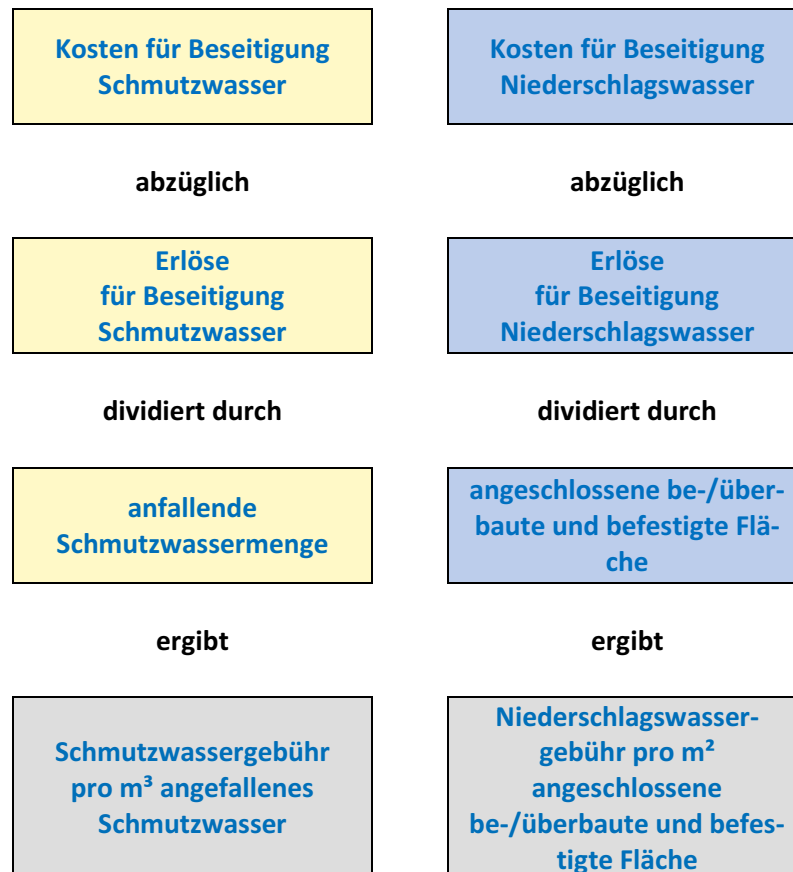 Kosten für Beseitigung
Schmutzwasser
abzüglich
Erlöse
für Beseitigung
Schmutzwasser
dividiert durch
anfallende
Schmutzwassermenge
ergibt
Schmutzwassergebühr
pro m³ angefallenes
Schmutzwasser
Kosten für Beseitigung
Niederschlagswasser
abzüglich
Erlöse
für Beseitigung
Niederschlagswasser
dividiert durch
angeschlossene be-/über-
baute und befestigte Flä-
che
ergibt
Niederschlagswasser-
gebühr pro m²
angeschlossene
be-/überbaute und befes-
tigte Fläche